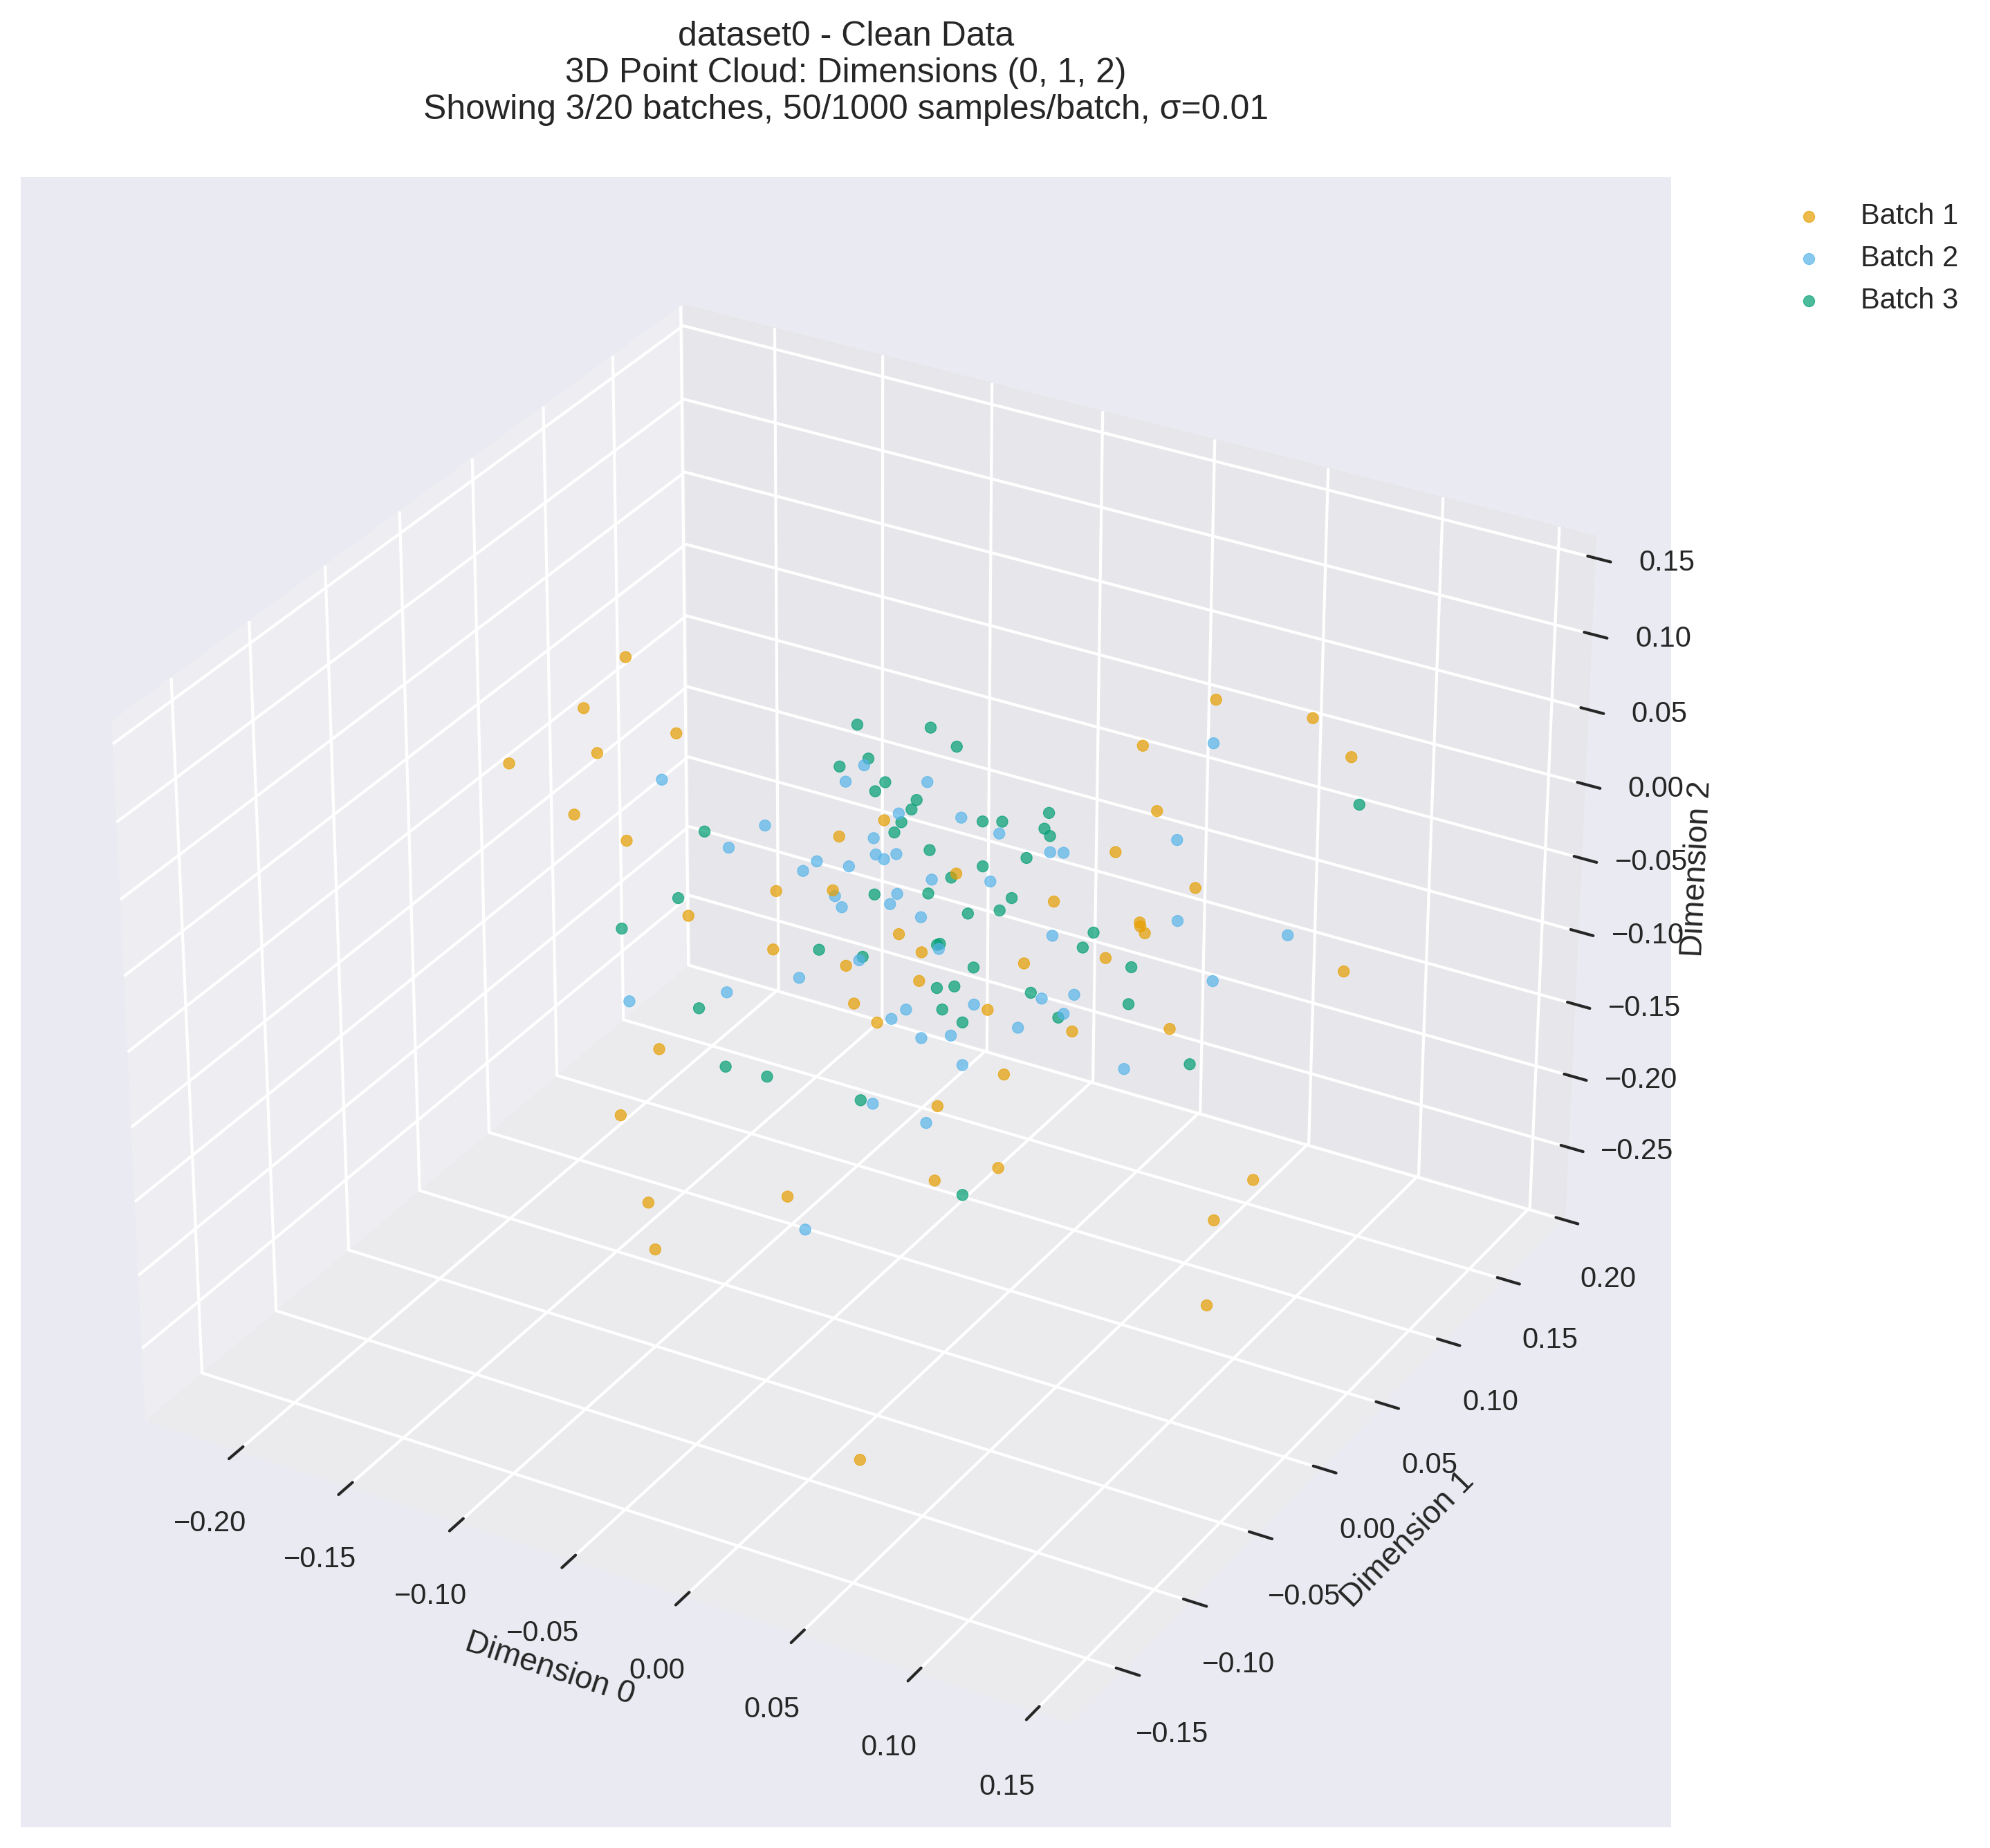 dataset0 - Clean Data
3D Point Cloud: Dimensions (0, 1, 2)
Showing 3/20 batches, 50/1000 samples/batch, σ=0.01
Batch 1
Batch 2
Batch 3
0.15
0.10
0.05
0.00
−0.05
−0.10
−0.15
−0.20
−0.25
Dimension 2
0.20
0.15
0.10
0.05
0.00
−0.05
−0.10
−0.15
Dimension 1
−0.20
−0.15
−0.10
−0.05
0.00
0.05
0.10
0.15
Dimension 0